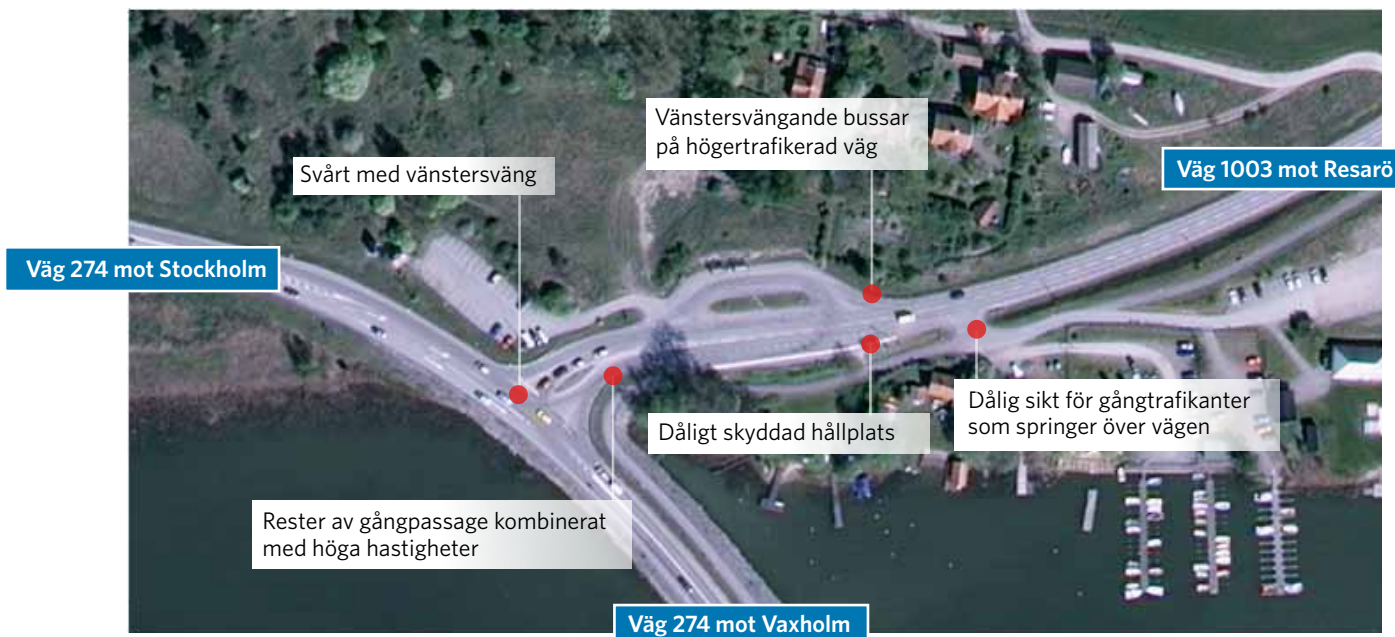 Vänstersvängande bussar
på högertrafikerad väg
Svårt med vänstersväng
Väg 1003 mot Resarö
Väg 274 mot Stockholm
Dåligt skyddad hållplats
Dålig sikt för gångtrafikanter
som springer över vägen
Rester av gångpassage kombinerat
med höga hastigheter
Väg 274 mot Vaxholm